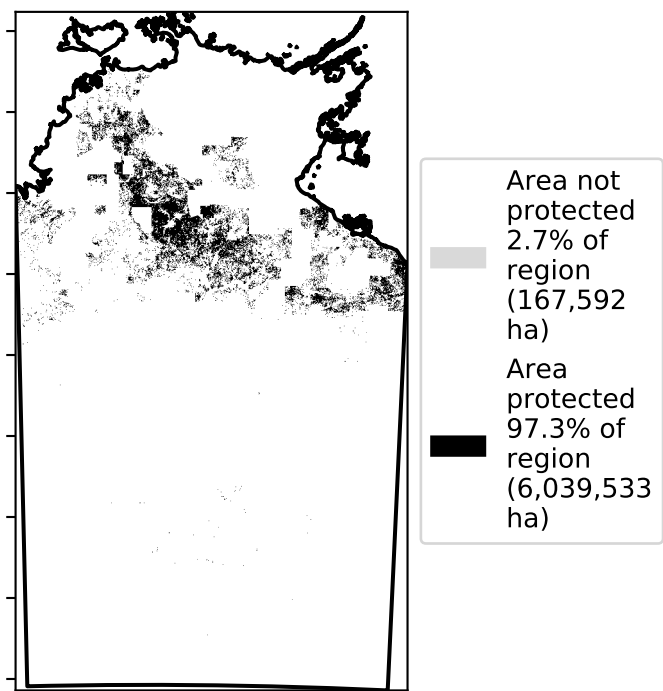 Area not
protected
2.7% of
region
(167,592
ha)
Area
protected
97.3% of
region
(6,039,533
ha)